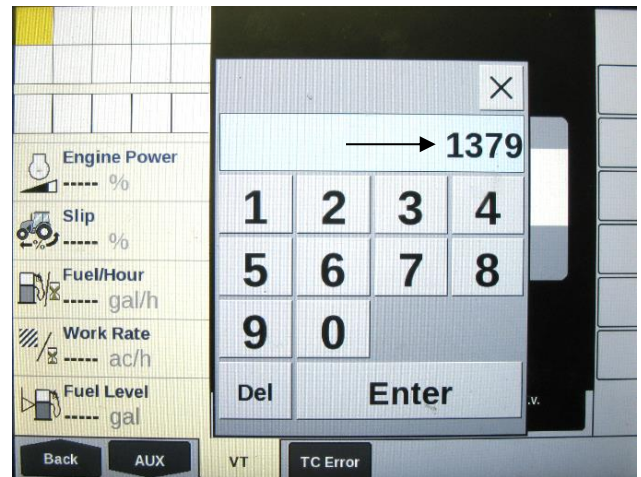 1379
1 2 3 4
5 6 7 8
9 0
Del Enter
Engine Power
----- %
Slip
----- %
Fuel/Hour
----- gal/h
Work Rate
----- ac/h
Fuel Level
----- gal
.v.
Back AUX VT TC Error